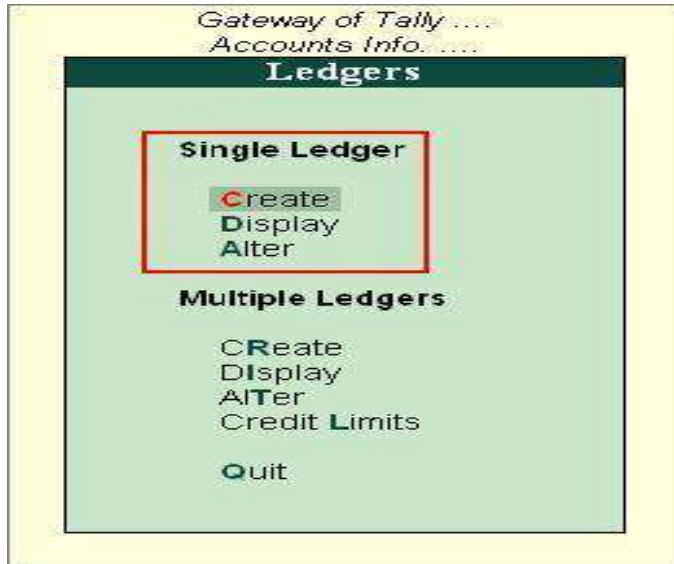 Gateway of Tally ....
Accounts Info. ....
Ledgers
Single Ledger
Create
Display
Alter
Multiple Ledgers
CReate
DIsplay
AlTer
Credit Limits
Quit